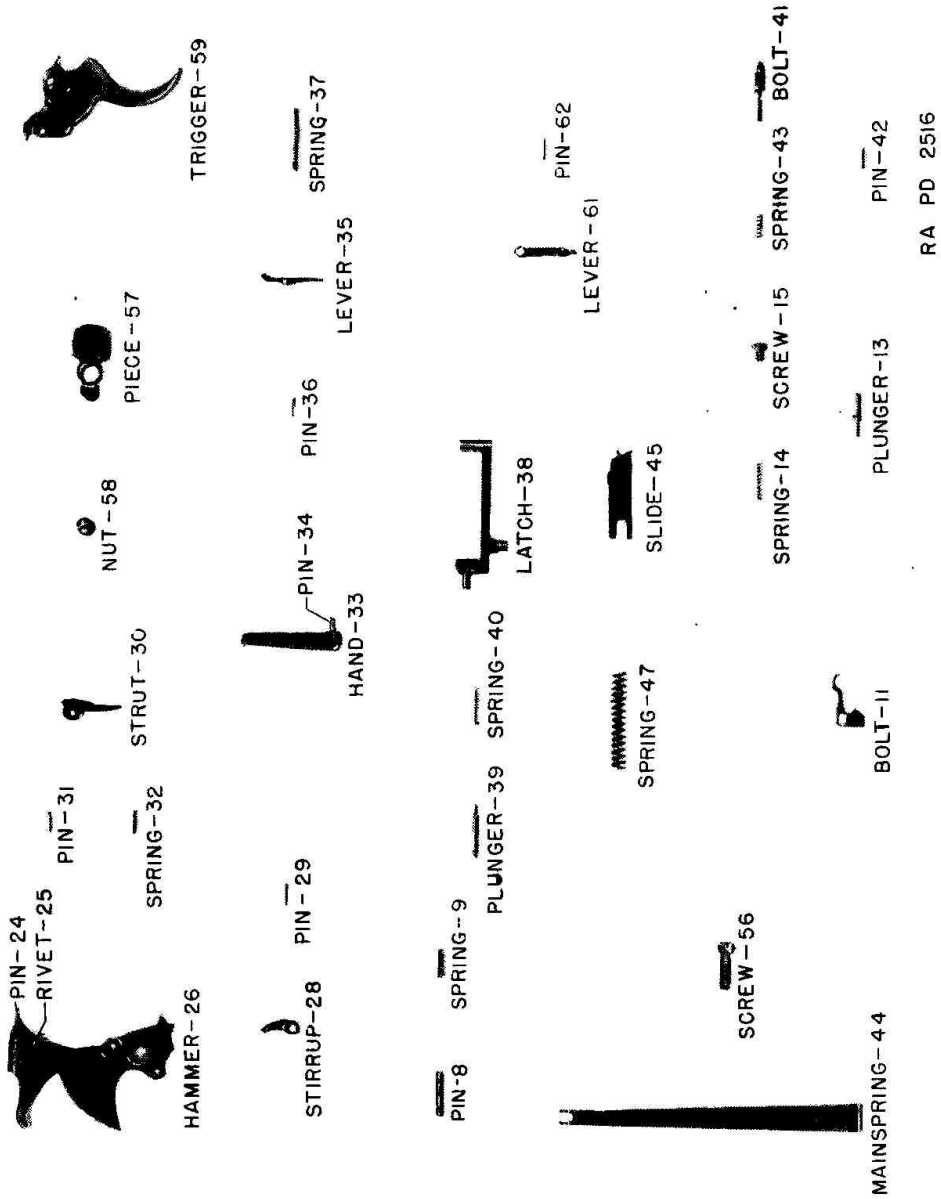 PIN-24
RIVET-25
HAMMER-26
PIN-31
SPRING-32
STRUT-30
NUT-58
PIECE-57
TRIGGER-59
STIRRUP-28
PIN-29
HAND-33
PIN-34
PIN-36
LEVER-35
SPRING-37
PIN-8
SPRING-9
PLUNGER-39
SPRING-40
LATCH-38
LEVER-61
PIN-62
MAINSPRING-44
SCREW-56
SPRING-47
SLIDE-45
SPRING-14
SCREW-15
SPRING-43
BOLT-41
BOLT-11
PLUNGER-13
PIN-42
RA PD 2516